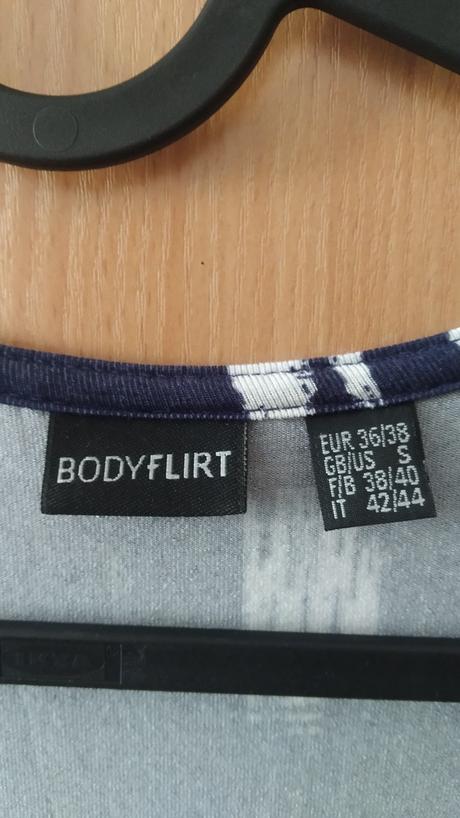 BODYFLIRT
EUR 36/38
GB/US S
F/B 38/40
IT 42/44